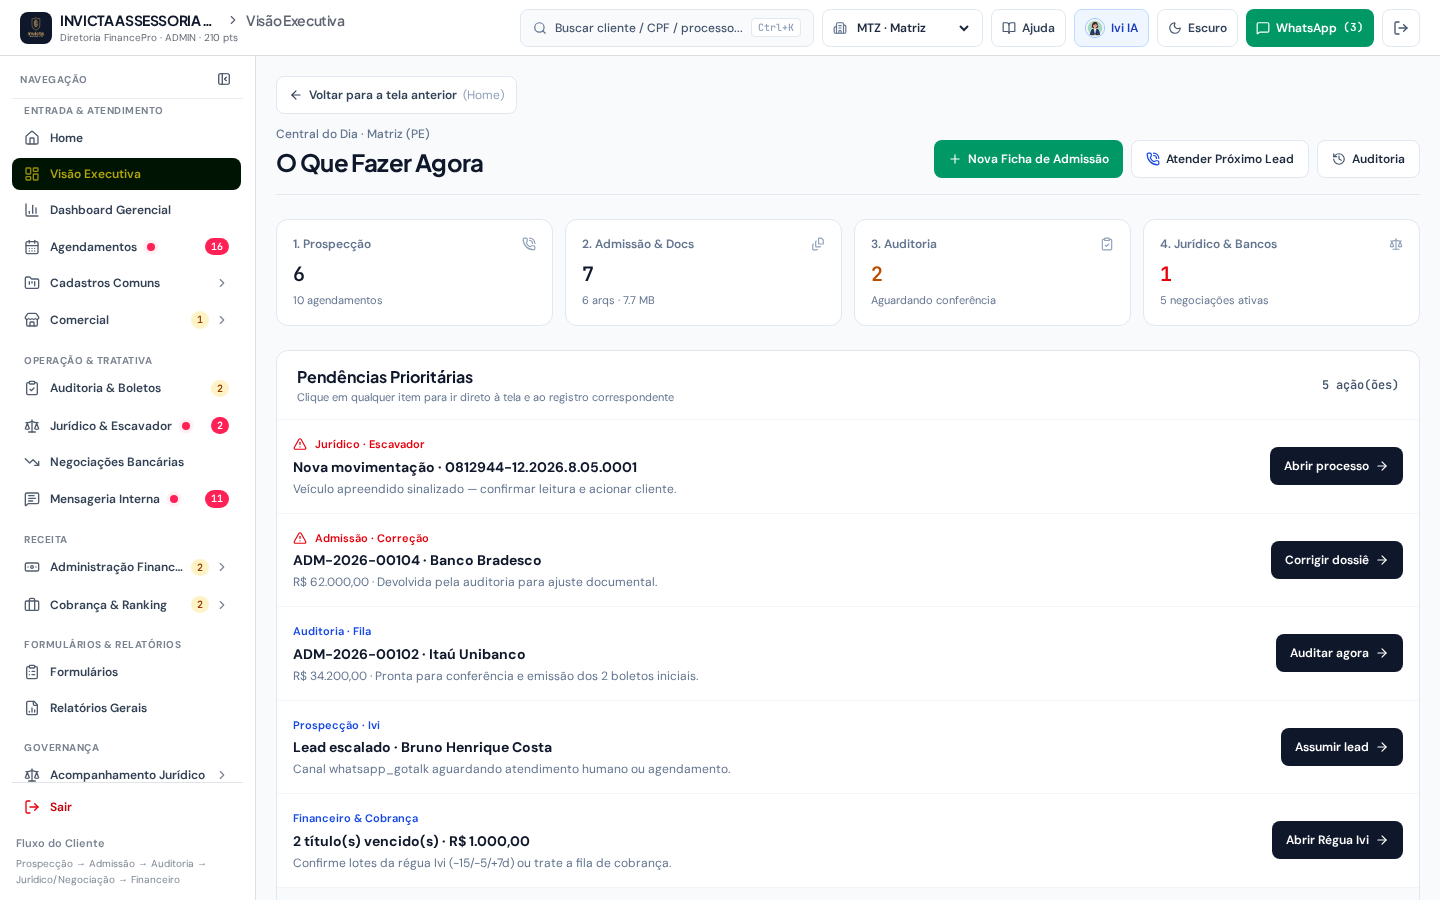 INVICTA ASSESSORIA ...
Visão Executiva
Diretoria FinancePro · ADMIN · 210 pts
Buscar cliente / CPF / processo...
Ctrl+K
MTZ · Matriz
Ajuda
Ivi IA
Escuro
WhatsApp (3)
NAVEGAÇÃO
ENTRADA & ATENDIMENTO
Home
Visão Executiva
Dashboard Gerencial
Agendamentos 16
Cadastros Comuns
Comercial 1
OPERAÇÃO & TRATATIVA
Auditoria & Boletos 2
Jurídico & Escavador 2
Negociações Bancárias
Mensageria Interna 11
RECEITA
Administração Financ... 2
Cobrança & Ranking 2
FORMULÁRIOS & RELATÓRIOS
Formulários
Relatórios Gerais
GOVERNANÇA
Acompanhamento Jurídico
Sair
Fluxo do Cliente
Prospecção → Admissão → Auditoria →
Jurídico/Negociação → Financeiro
Voltar para a tela anterior (Home)
Central do Dia · Matriz (PE)
O Que Fazer Agora
Nova Ficha de Admissão
Atender Próximo Lead
Auditoria
1. Prospecção
6
10 agendamentos
2. Admissão & Docs
7
6 arqs · 7.7 MB
3. Auditoria
2
Aguardando conferência
4. Jurídico & Bancos
1
5 negociações ativas
Pendências Prioritárias
Clique em qualquer item para ir direto à tela e ao registro correspondente
5 ação(ões)
Jurídico · Escavador
Nova movimentação · 0812944-12.2026.8.05.0001
Veículo apreendido sinalizado — confirmar leitura e acionar cliente.
Abrir processo
Admissão · Correção
ADM-2026-00104 · Banco Bradesco
R$ 62.000,00 · Devolvida pela auditoria para ajuste documental.
Corrigir dossiê
Auditoria · Fila
ADM-2026-00102 · Itaú Unibanco
R$ 34.200,00 · Pronta para conferência e emissão dos 2 boletos iniciais.
Auditar agora
Prospecção · Ivi
Lead escalado · Bruno Henrique Costa
Canal whatsapp_gotalk aguardando atendimento humano ou agendamento.
Assumir lead
Financeiro & Cobrança
2 título(s) vencido(s) · R$ 1.000,00
Confirme lotes da régua Ivi (-15/-5/+7d) ou trate a fila de cobrança.
Abrir Régua Ivi